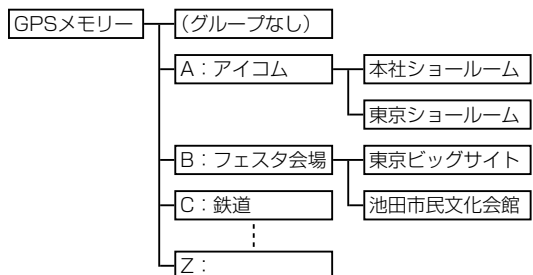 GPSメモリー
(グループなし)
A：アイコム
本社ショールーム
東京ショールーム
B：フェスタ会場
東京ビッグサイト
池田市民文化会館
C：鉄道
Z：